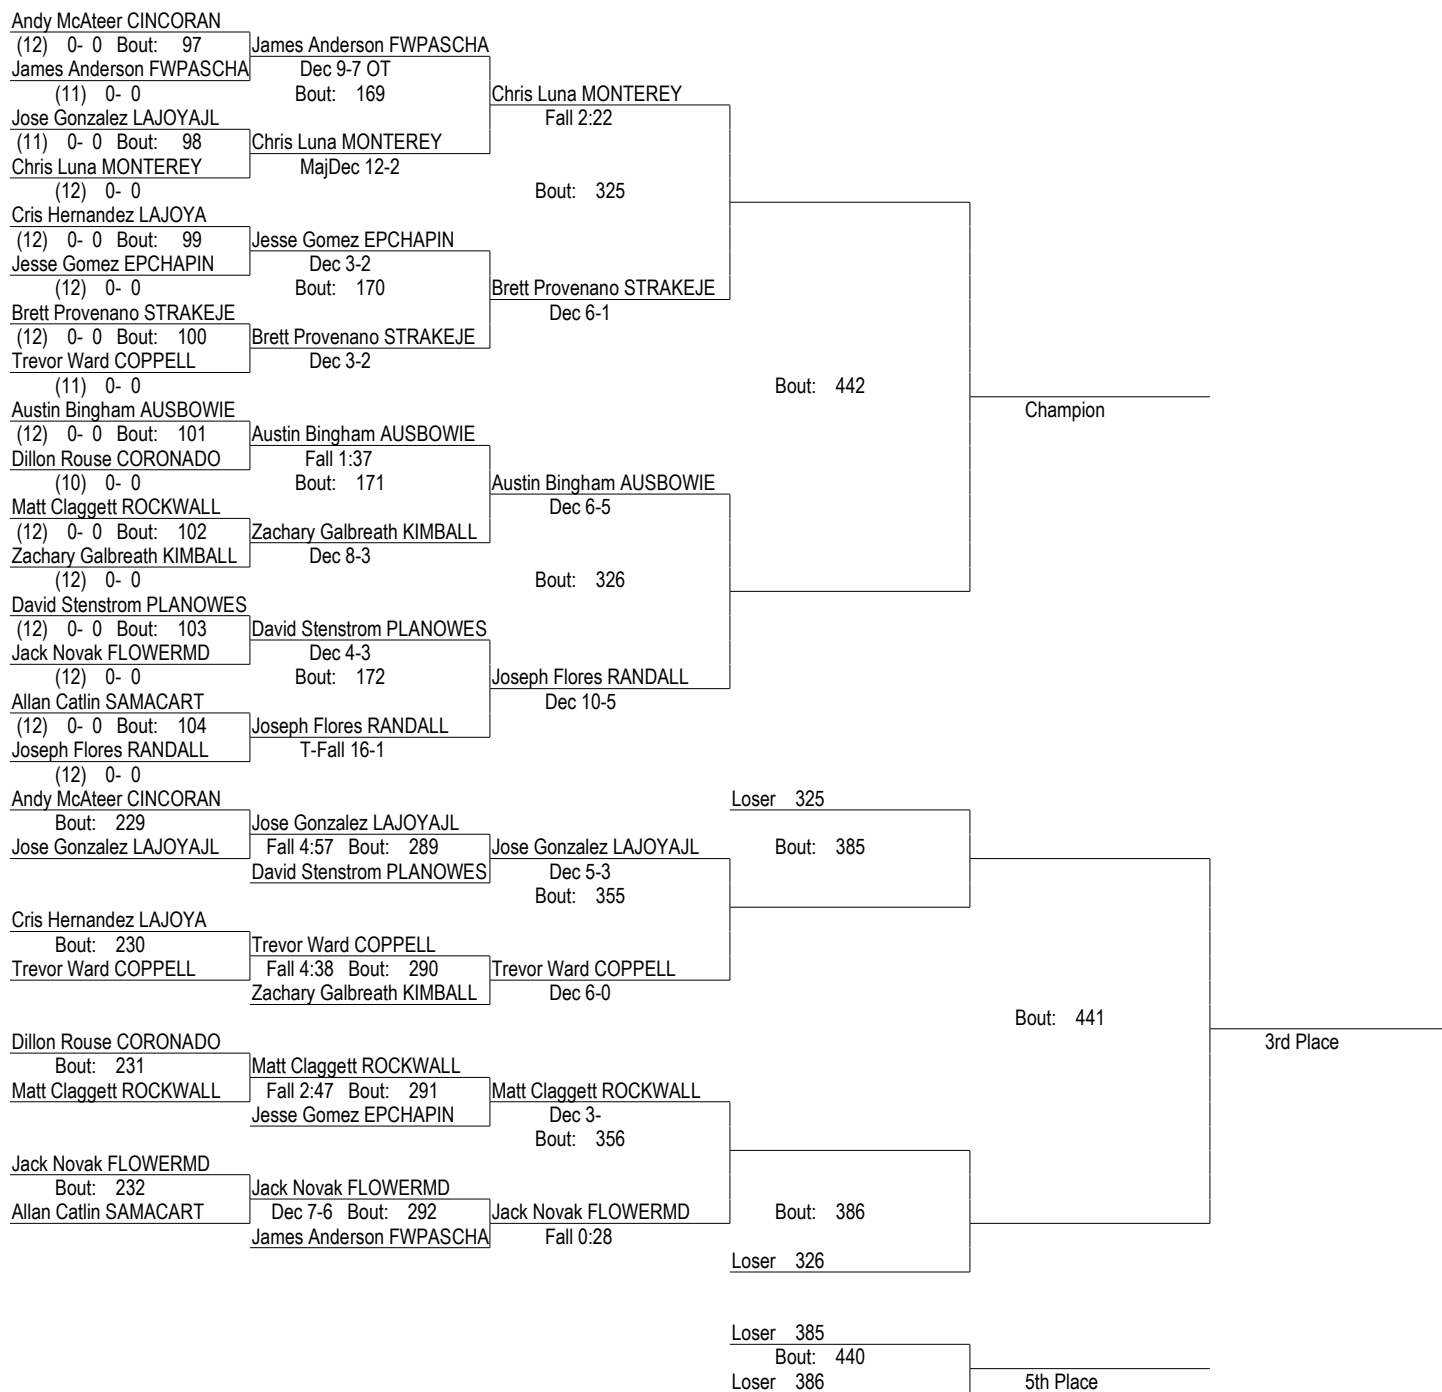 Andy McAteer CINCORAN
(12) 0- 0 Bout: 97 James Anderson FWPASCHA
James Anderson FWPASCHA Dec 9-7 OT
(11) 0- 0 Bout: 169 Chris Luna MONTEREY
Jose Gonzalez LAJOYAJL Fall 2:22
(11) 0- 0 Bout: 98 Chris Luna MONTEREY
Chris Luna MONTEREY MajDec 12-2
(12) 0- 0 Bout: 325
Cris Hernandez LAJOYA
(12) 0- 0 Bout: 99 Jesse Gomez EPCHAPIN
Jesse Gomez EPCHAPIN Dec 3-2
(12) 0- 0 Bout: 170 Brett Provenano STRAKEJE
Brett Provenano STRAKEJE Dec 6-1
(12) 0- 0 Bout: 100 Brett Provenano STRAKEJE
Trevor Ward COPPELL Dec 3-2
(11) 0- 0 Bout: 442
Austin Bingham AUSBOWIE Champion
(12) 0- 0 Bout: 101 Austin Bingham AUSBOWIE
Dillon Rouse CORONADO Fall 1:37
(10) 0- 0 Bout: 171 Austin Bingham AUSBOWIE
Matt Claggett ROCKWALL Dec 6-5
(12) 0- 0 Bout: 102 Zachary Galbreath KIMBALL
Zachary Galbreath KIMBALL Dec 8-3
(12) 0- 0 Bout: 326
David Stenstrom PLANOWES
(12) 0- 0 Bout: 103 David Stenstrom PLANOWES
Jack Novak FLOWERMD Dec 4-3
(12) 0- 0 Bout: 172 Joseph Flores RANDALL
Allan Catlin SAMACART Dec 10-5
(12) 0- 0 Bout: 104 Joseph Flores RANDALL
Joseph Flores RANDALL T-Fall 16-1
(12) 0- 0
Andy McAteer CINCORAN Loser 325
Bout: 229 Jose Gonzalez LAJOYAJL
Jose Gonzalez LAJOYAJL Fall 4:57 Bout: 289 Jose Gonzalez LAJOYAJL Bout: 385
David Stenstrom PLANOWES Dec 5-3
Bout: 355
Cris Hernandez LAJOYA
Bout: 230 Trevor Ward COPPELL
Trevor Ward COPPELL Fall 4:38 Bout: 290 Trevor Ward COPPELL
Zachary Galbreath KIMBALL Dec 6-0
Bout: 441
Dillon Rouse CORONADO 3rd Place
Bout: 231 Matt Claggett ROCKWALL
Matt Claggett ROCKWALL Fall 2:47 Bout: 291 Matt Claggett ROCKWALL
Jesse Gomez EPCHAPIN Dec 3-
Bout: 356
Jack Novak FLOWERMD
Bout: 232 Jack Novak FLOWERMD
Allan Catlin SAMACART Dec 7-6 Bout: 292 Jack Novak FLOWERMD Bout: 386
James Anderson FWPASCHA Fall 0:28
Loser 326
Loser 385
Bout: 440
Loser 386 5th Place